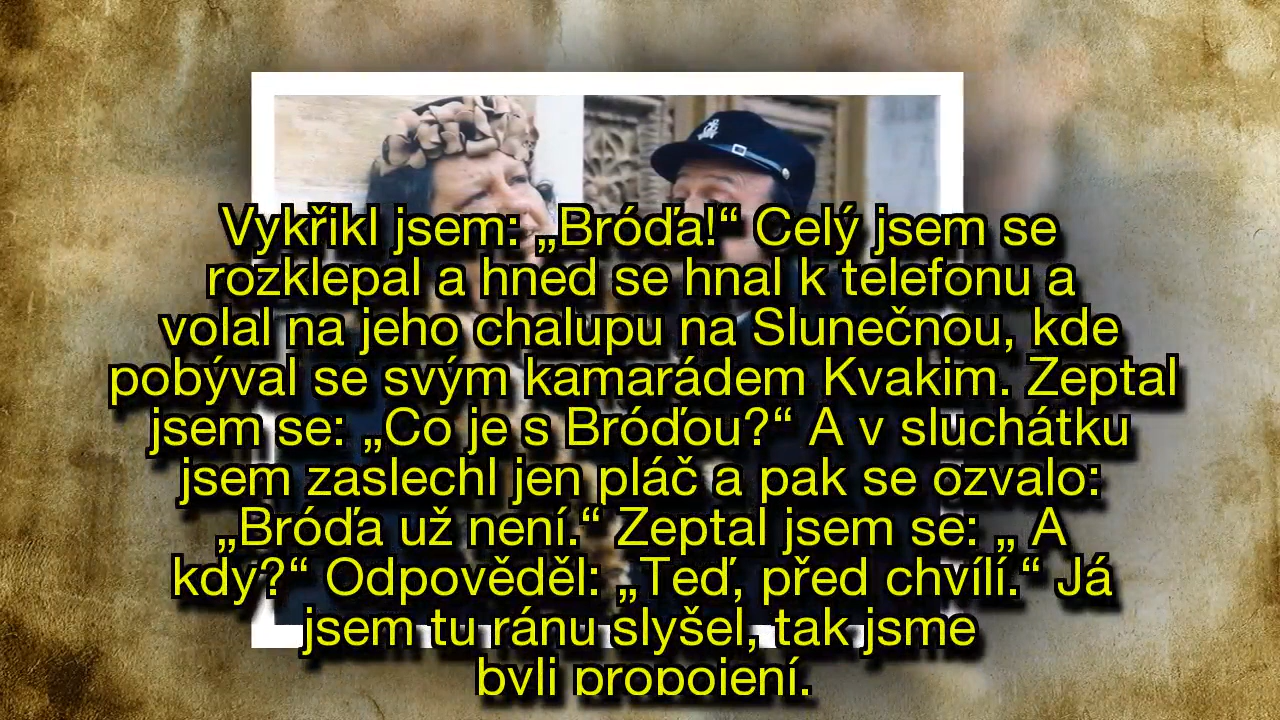 Vykřikl jsem: „Bróďa!“ Celý jsem se
rozklepal a hned se hnal k telefonu a
volal na jeho chalupu na Slunečnou, kde
pobýval se svým kamarádem Kvakim. Zeptal
jsem se: „Co je s Bróďou?“ A v sluchátku
jsem zaslechl jen pláč a pak se ozvalo:
„Bróďa už není.“ Zeptal jsem se: „ A
kdy?“ Odpověděl: „Teď, před chvílí.“ Já
jsem tu ránu slyšel, tak jsme
byli propojení.